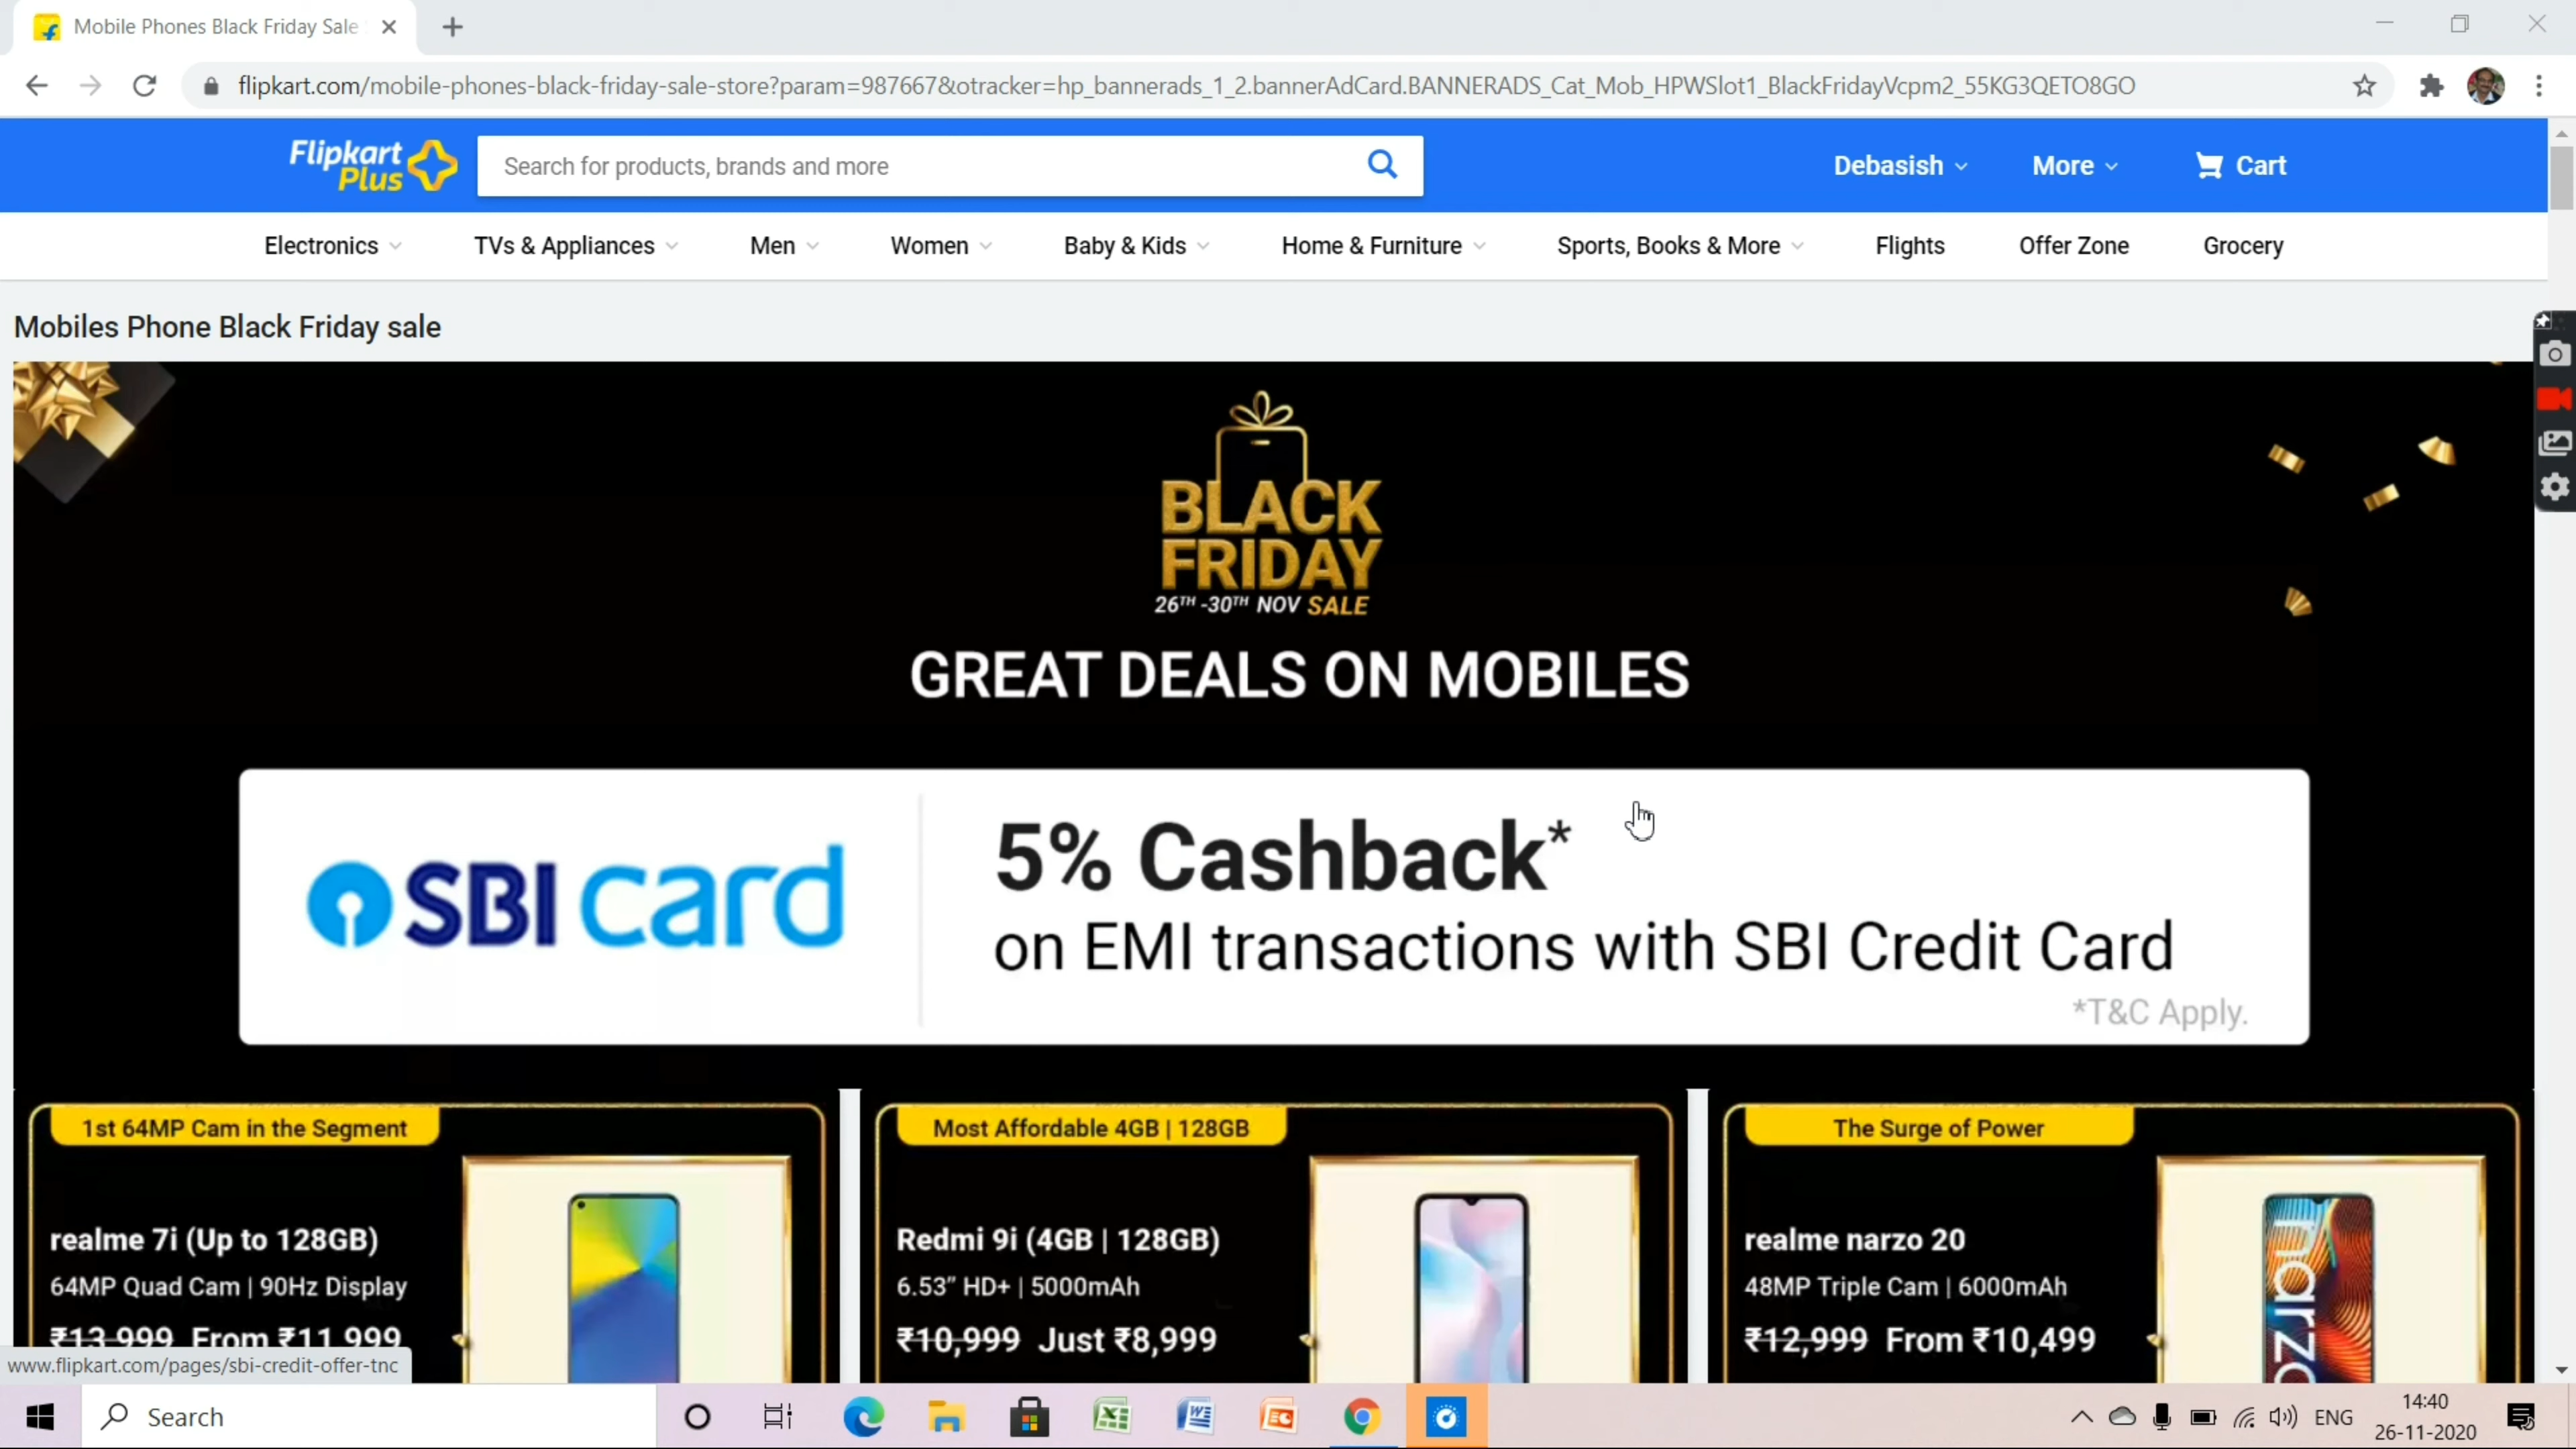 Mobile Phones Black Friday Sale
flipkart.com/mobile-phones-black-friday-sale-store?param=987667&otracker=hp_bannerads_1_2.bannerAdCard.BANNERADS_Cat_Mob_HPWSlot1_BlackFridayVcpm2_55KG3QETO8GO
Flipkart
Plus
Search for products, brands and more
Debasish
More
Cart
Electronics
TVs & Appliances
Men
Women
Baby & Kids
Home & Furniture
Sports, Books & More
Flights
Offer Zone
Grocery
Mobiles Phone Black Friday sale
BLACK
FRIDAY
26TH -30TH NOV SALE
GREAT DEALS ON MOBILES
SBI card
5% Cashback*
on EMI transactions with SBI Credit Card
*T&C Apply.
1st 64MP Cam in the Segment
realme 7i (Up to 128GB)
64MP Quad Cam | 90Hz Display
₹13,999 From ₹11,999
Most Affordable 4GB | 128GB
Redmi 9i (4GB | 128GB)
6.53” HD+ | 5000mAh
₹10,999 Just ₹8,999
The Surge of Power
realme narzo 20
48MP Triple Cam | 6000mAh
₹12,999 From ₹10,499
narzo
www.flipkart.com/pages/sbi-credit-offer-tnc
Search
ENG
14:40
26-11-2020